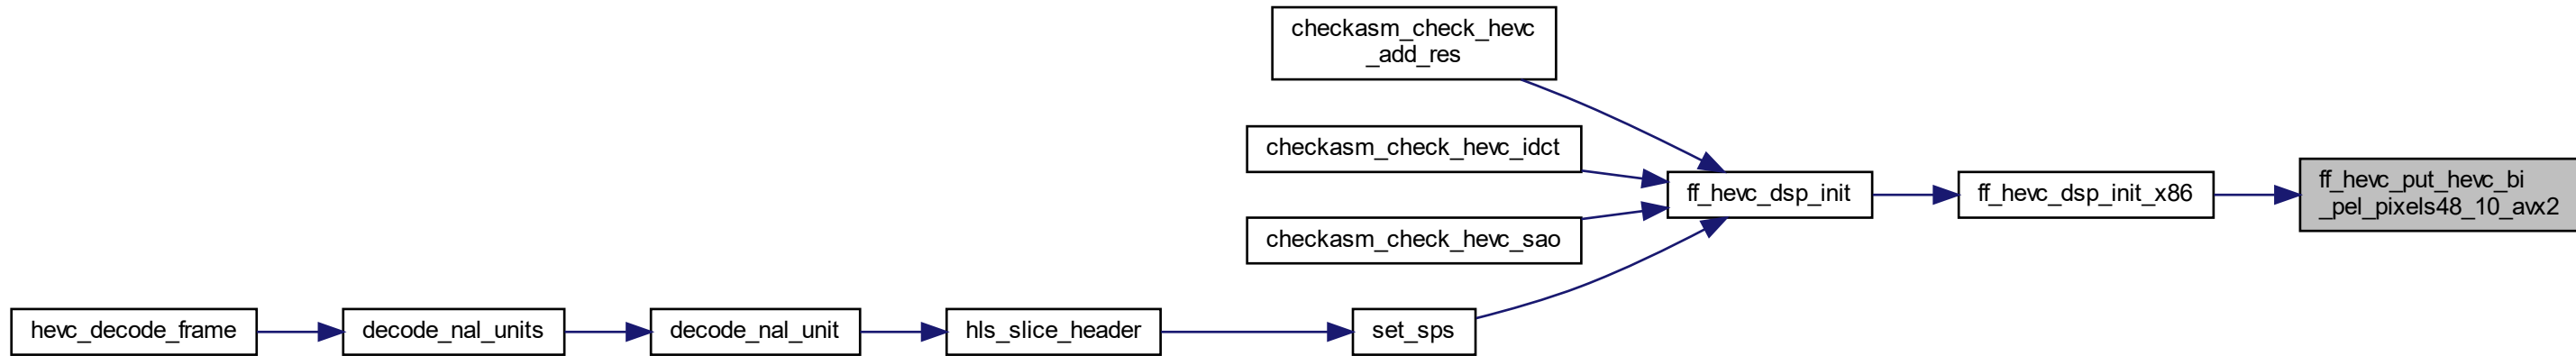 checkasm_check_hevc
_add_res
checkasm_check_hevc_idct
ff_hevc_dsp_init
ff_hevc_dsp_init_x86
ff_hevc_put_hevc_bi
_pel_pixels48_10_avx2
checkasm_check_hevc_sao
hevc_decode_frame
decode_nal_units
decode_nal_unit
hls_slice_header
set_sps